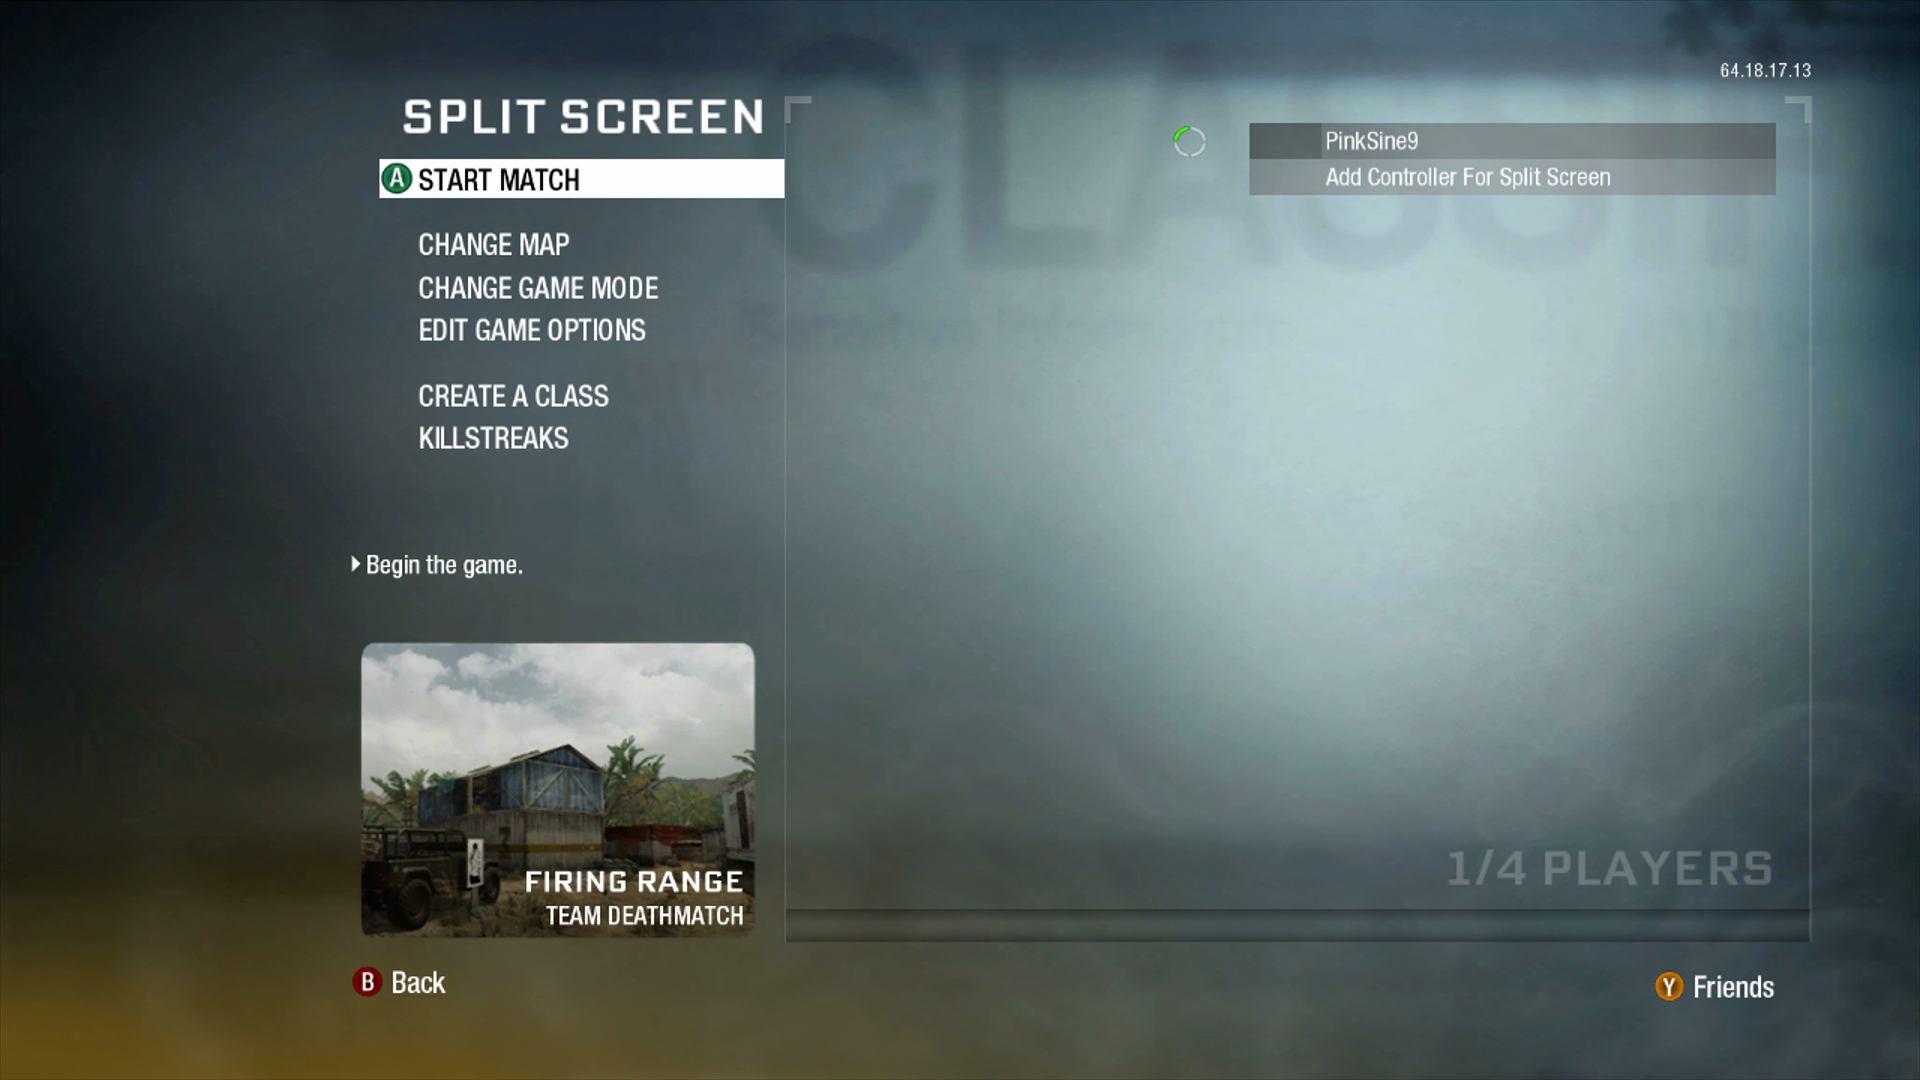 64.18.17.13
SPLIT SCREEN
A START MATCH
CHANGE MAP
CHANGE GAME MODE
EDIT GAME OPTIONS
CREATE A CLASS
KILLSTREAKS
Begin the game.
FIRING RANGE
TEAM DEATHMATCH
B Back
PinkSine9
Add Controller For Split Screen
1/4 PLAYERS
Y Friends